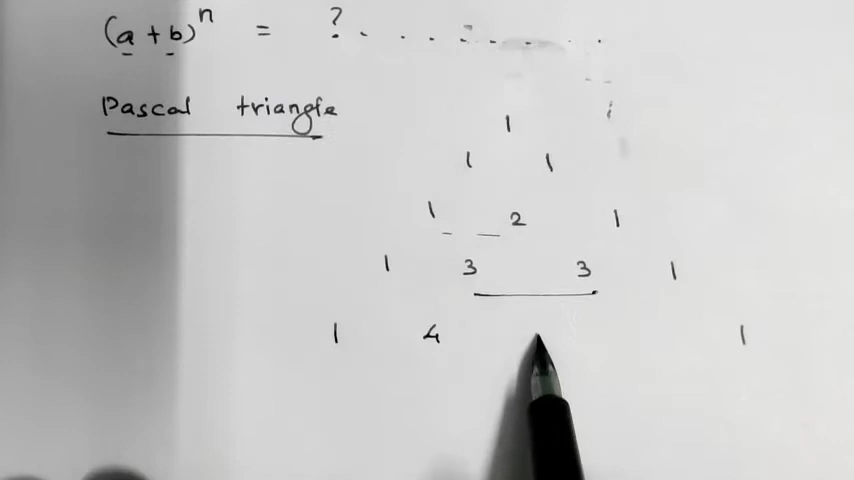 (a + b)ⁿ = ? . . . . . . .
Pascal triangle
1
1 1
1 2 1
1 3 3 1
1 4 1